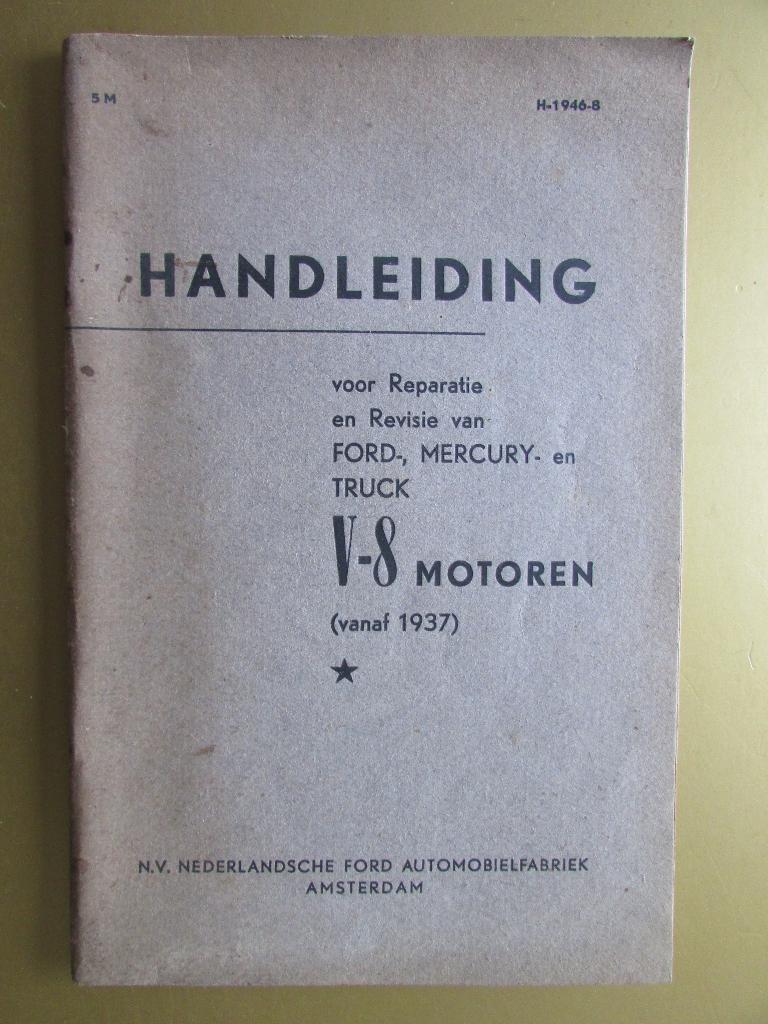 5 M
H-1946-8
HANDLEIDING
voor Reparatie
en Revisie van
FORD-, MERCURY- en
TRUCK
V-8 MOTOREN
(vanaf 1937)
N.V. NEDERLANDSCHE FORD AUTOMOBIELFABRIEK
AMSTERDAM